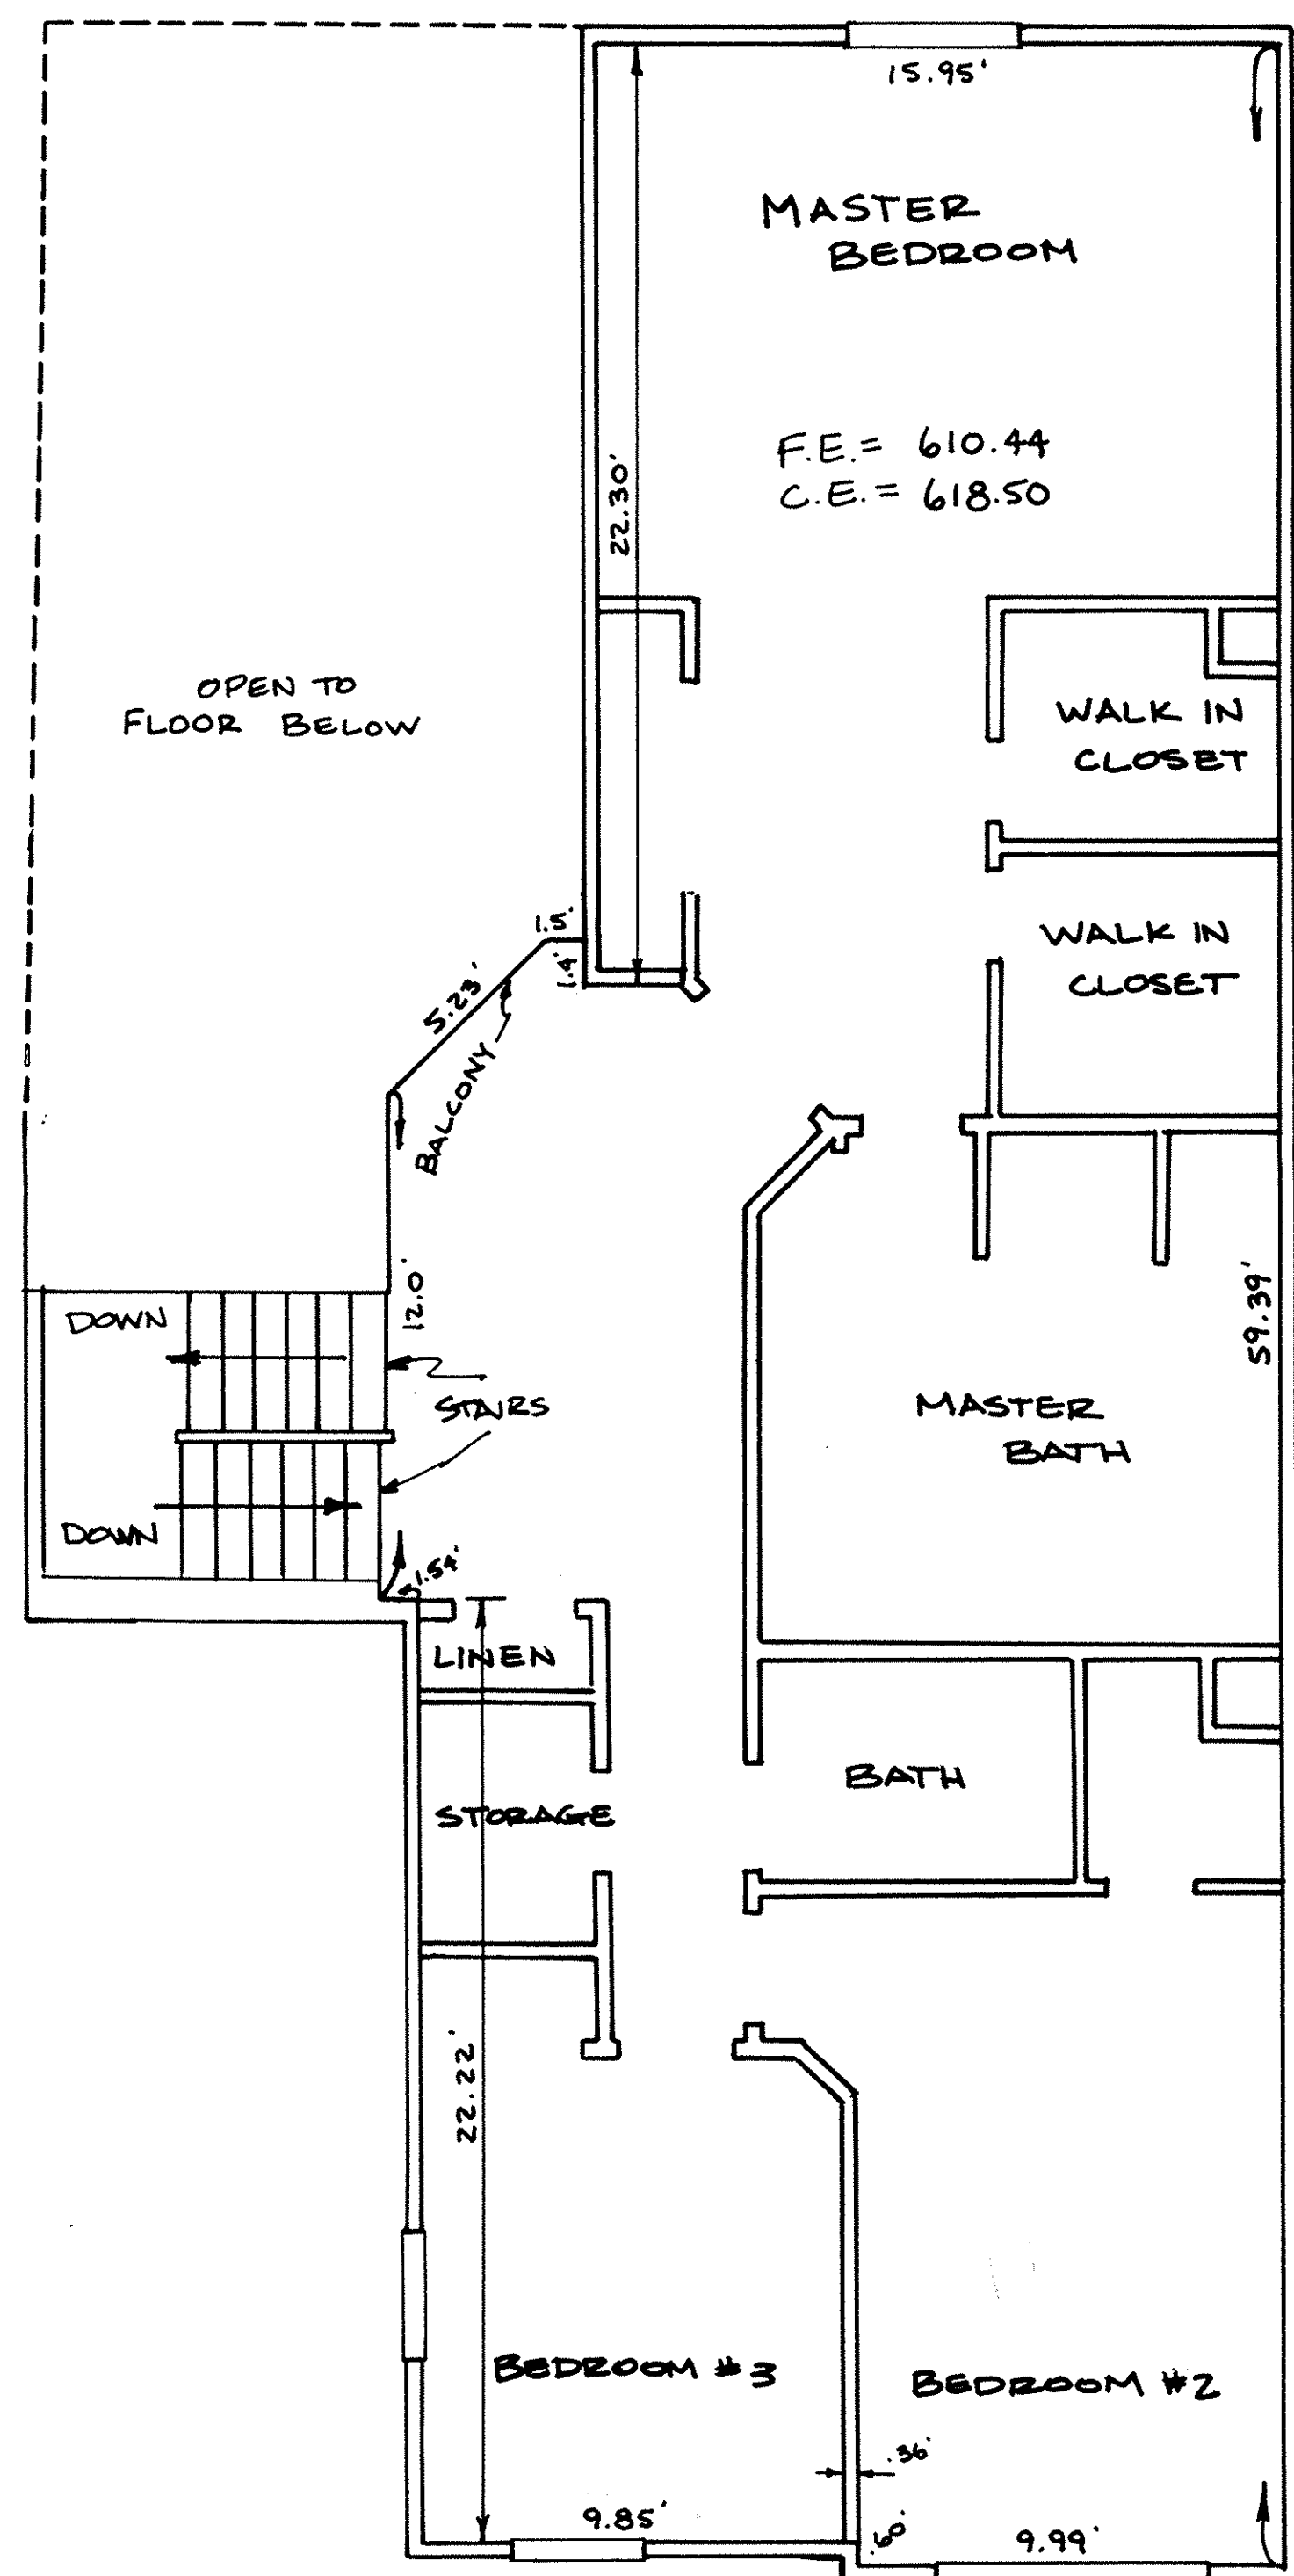 15.95'
MASTER
BEDROOM
F.E.= 610.44
C.E.= 618.50
22.30'
OPEN TO
FLOOR BELOW
WALK IN
CLOSET
1.5'
1.4'
5.23'
BALCONY
WALK IN
CLOSET
12.0'
59.39'
DOWN
STAIRS
DOWN
MASTER
BATH
1.54'
LINEN
STORAGE
BATH
22.22'
BEDROOM #3
BEDROOM #2
.36'
9.85'
.60'
9.99'